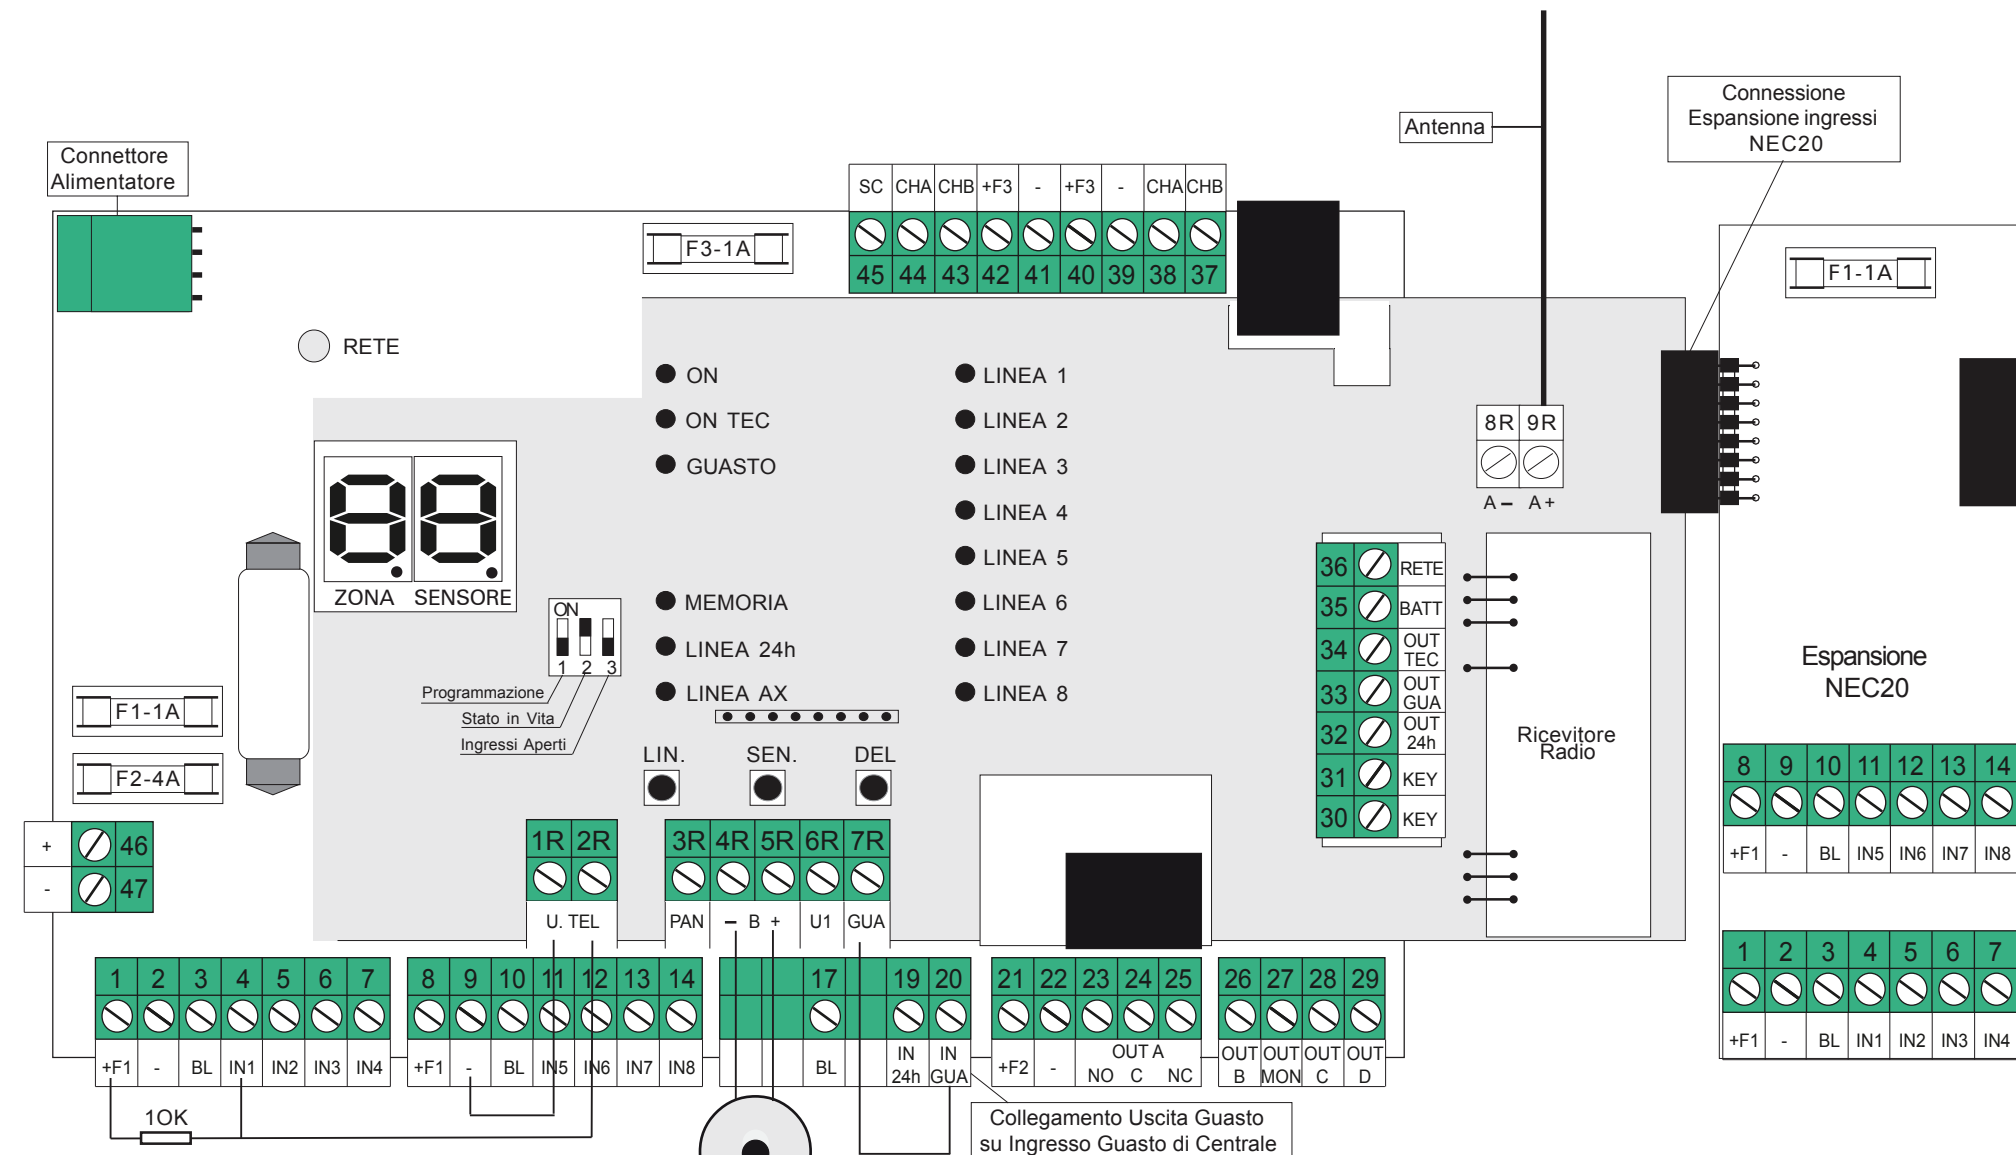 Antenna
Connessione
Espansione ingressi
NEC20
Connettore
Alimentatore
SC CHA CHB +F3 - +F3 - CHA CHB
45 44 43 42 41 40 39 38 37
F3-1A
F1-1A
RETE
ON
ON TEC
GUASTO
MEMORIA
LINEA 24h
LINEA AX
LINEA 1
LINEA 2
LINEA 3
LINEA 4
LINEA 5
LINEA 6
LINEA 7
LINEA 8
8R 9R
A – A +
88
ZONA SENSORE
ON
1 2 3
Programmazione
Stato in Vita
Ingressi Aperti
F1-1A
F2-4A
LIN. SEN. DEL
36 RETE
35 BATT
34 OUT TEC
33 OUT GUA
32 OUT 24h
31 KEY
30 KEY
Ricevitore
Radio
Espansione
NEC20
8 9 10 11 12 13 14
+F1 - BL IN5 IN6 IN7 IN8
1 2 3 4 5 6 7
+F1 - BL IN1 IN2 IN3 IN4
+ 46
- 47
1R 2R
U. TEL
3R 4R 5R 6R 7R
PAN – B + U1 GUA
1 2 3 4 5 6 7
+F1 - BL IN1 IN2 IN3 IN4
8 9 10 11 12 13 14
+F1 - BL IN5 IN6 IN7 IN8
17 19 20
BL IN 24h IN GUA
21 22 23 24 25
+F2 - OUT A
NO C NC
26 27 28 29
OUT B OUT MON OUT C OUT D
10K
Collegamento Uscita Guasto
su Ingresso Guasto di Centrale